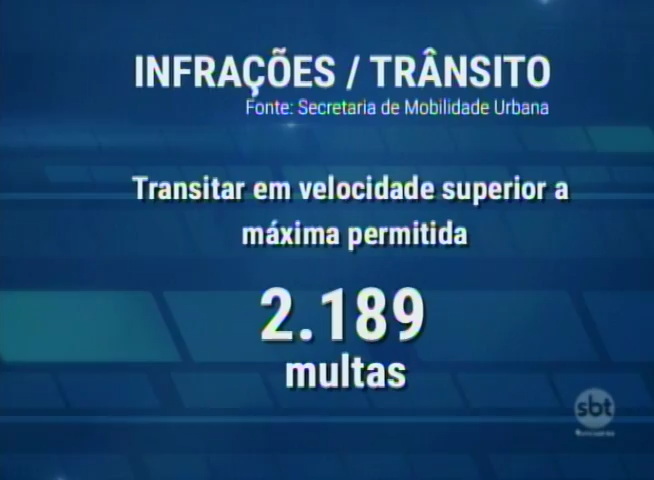 INFRAÇÕES / TRÂNSITO
Fonte: Secretaria de Mobilidade Urbana
Transitar em velocidade superior a
máxima permitida
2.189
multas
sbt